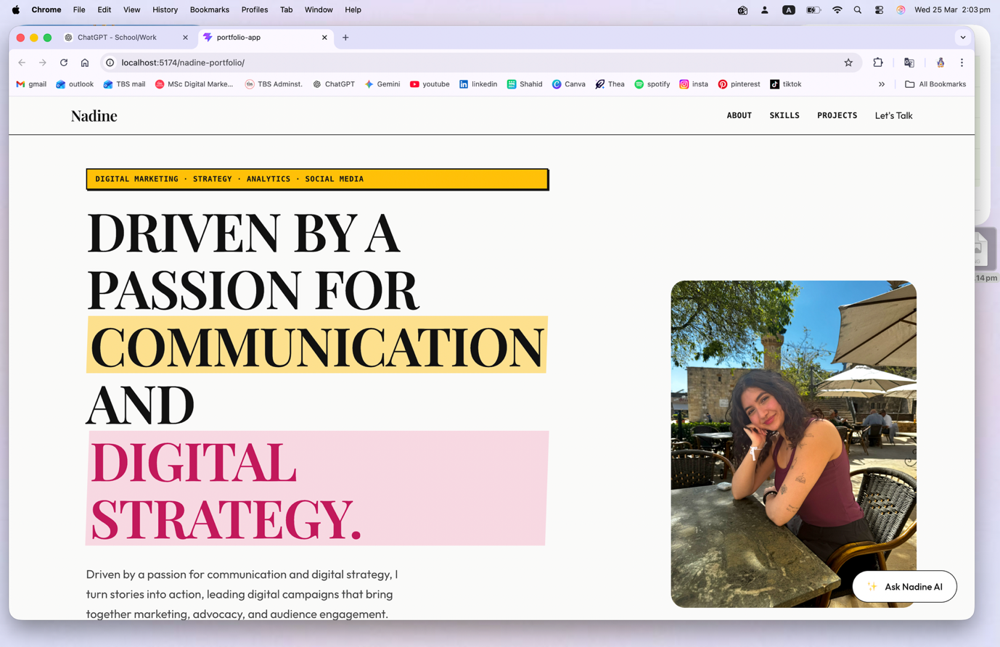 Chrome File Edit View History Bookmarks Profiles Tab Window Help A Wed 25 Mar 2:03 pm
ChatGPT - School/Work portfolio-app
localhost:5174/nadine-portfolio/
gmail outlook TBS mail MSc Digital Marke... TBS Adminst. ChatGPT Gemini youtube linkedin Shahid Canva Thea spotify insta pinterest tiktok All Bookmarks
Nadine ABOUT SKILLS PROJECTS Let's Talk
DIGITAL MARKETING · STRATEGY · ANALYTICS · SOCIAL MEDIA
DRIVEN BY A
PASSION FOR
COMMUNICATION
AND
DIGITAL
STRATEGY.
14 pm
Driven by a passion for communication and digital strategy, I
turn stories into action, leading digital campaigns that bring
together marketing, advocacy, and audience engagement.
✨ Ask Nadine AI